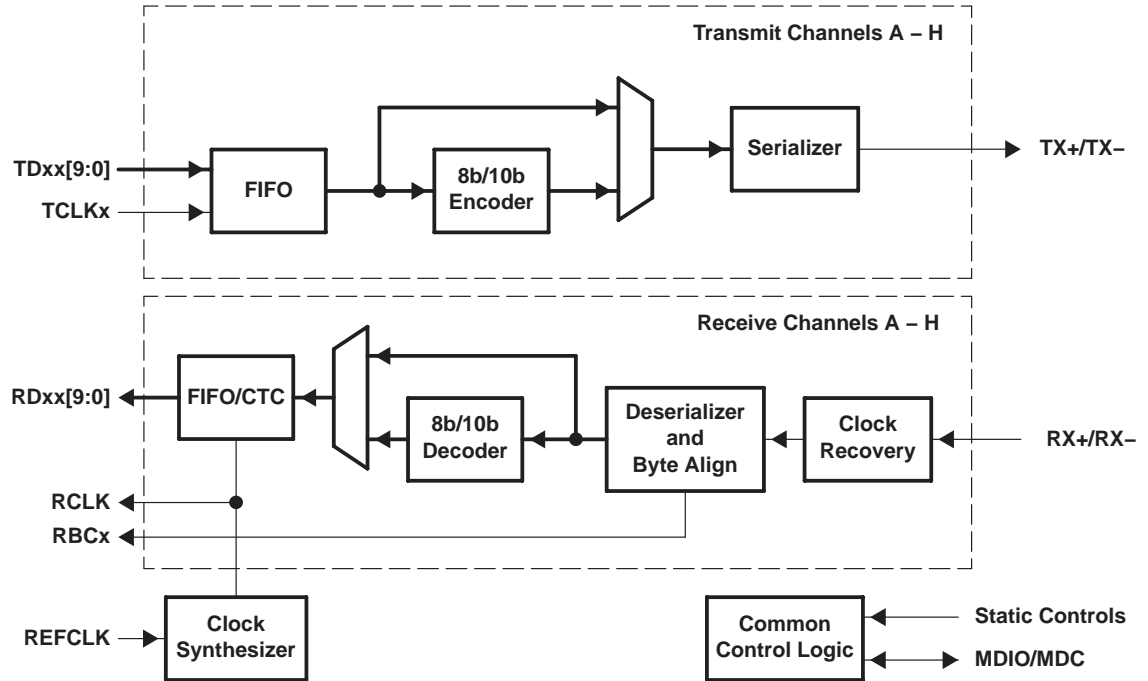 Transmit Channels A – H
TDxx[9:0]
TCLKx
FIFO
8b/10b
Encoder
Serializer
TX+/TX–
Receive Channels A – H
RDxx[9:0]
FIFO/CTC
8b/10b
Decoder
Deserializer
and
Byte Align
Clock
Recovery
RX+/RX–
RCLK
RBCx
REFCLK
Clock
Synthesizer
Common
Control Logic
Static Controls
MDIO/MDC